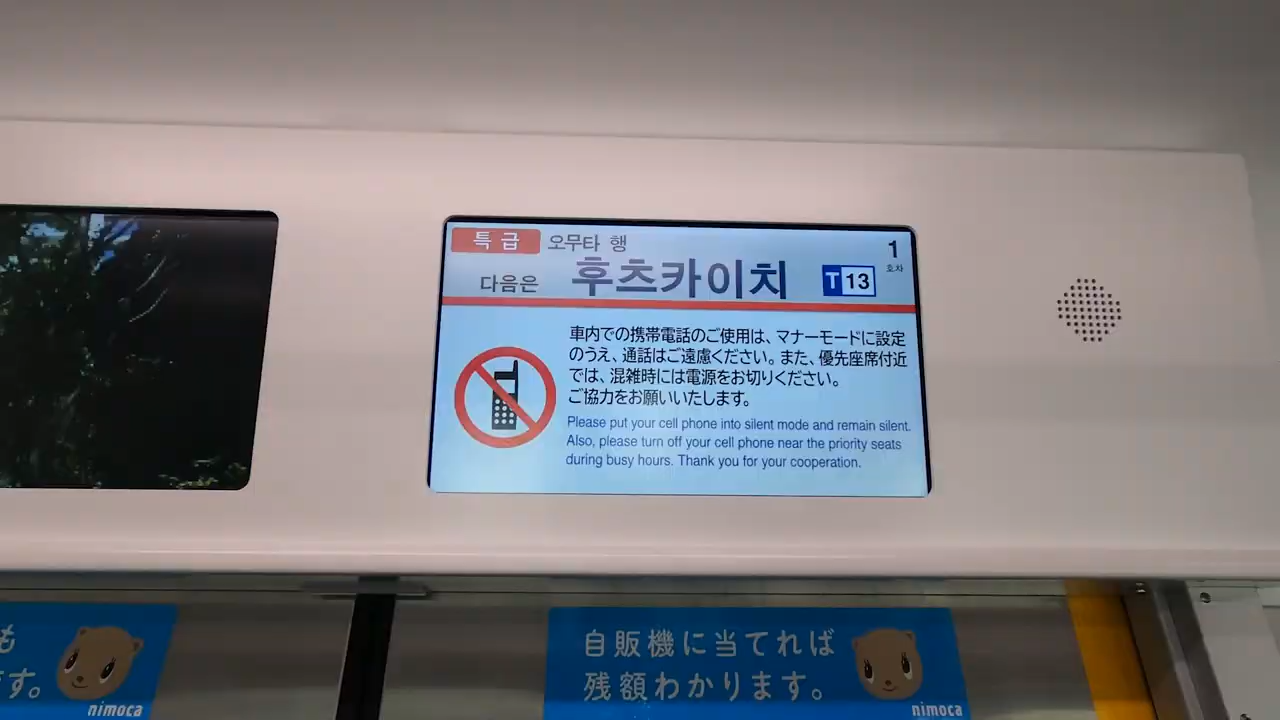 특급 오무타 행
1
호차
다음은 후츠카이치 T 13
車内での携帯電話のご使用は、マナーモードに設定
のうえ、通話はご遠慮ください。また、優先座席付近
では、混雑時には電源をお切りください。
ご協力をお願いいたします。
Please put your cell phone into silent mode and remain silent.
Also, please turn off your cell phone near the priority seats
during busy hours. Thank you for your cooperation.
も
す。
nimoca
自販機に当てれば
残額わかります。
nimoca